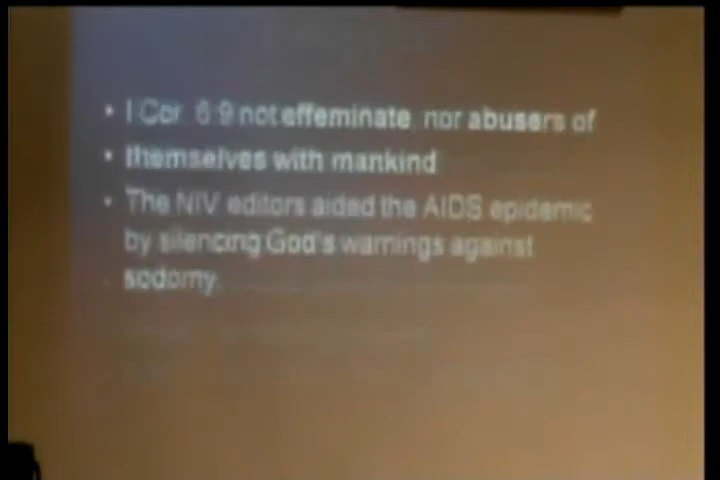 • I Cor. 6:9 not effeminate, nor abusers of
• themselves with mankind
• The NIV editors aided the AIDS epidemic
by silencing God's warnings against
sodomy.